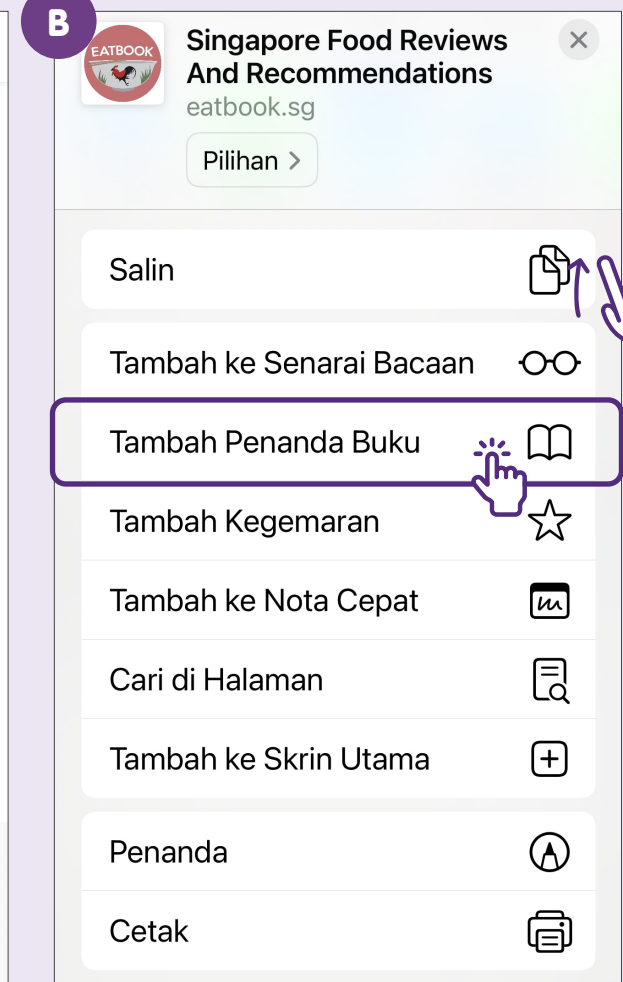 B
EATBOOK
Singapore Food Reviews
And Recommendations
eatbook.sg
Pilihan
Salin
Tambah ke Senarai Bacaan
Tambah Penanda Buku
Tambah Kegemaran
Tambah ke Nota Cepat
Cari di Halaman
Tambah ke Skrin Utama
Penanda
Cetak